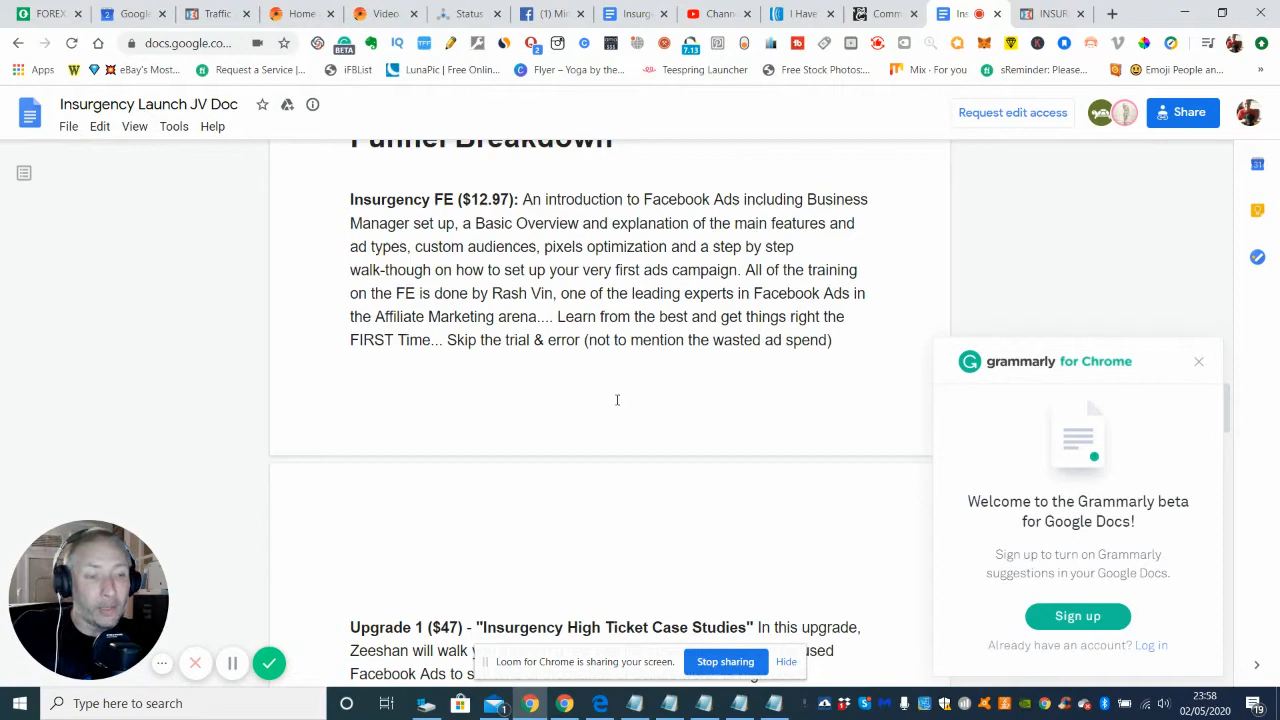 FOREX
Google
Traffic
Home
Video
Status
(1) Mi
Insurg
Chann
I Have
Comm
Ins
INSUR
docs.google.co...
BETA
7.13
Apps
eBay's Most...
Request a Service |...
iFBList
LunaPic | Free Onlin...
Flyer – Yoga by the...
Teespring Launcher
Free Stock Photos:...
Mix · For you
sReminder: Please...
Emoji People and...
Insurgency Launch JV Doc
File Edit View Tools Help
Request edit access
Share
Funnel Breakdown
Insurgency FE ($12.97): An introduction to Facebook Ads including Business
Manager set up, a Basic Overview and explanation of the main features and
ad types, custom audiences, pixels optimization and a step by step
walk-though on how to set up your very first ads campaign. All of the training
on the FE is done by Rash Vin, one of the leading experts in Facebook Ads in
the Affiliate Marketing arena.... Learn from the best and get things right the
FIRST Time... Skip the trial & error (not to mention the wasted ad spend)
grammarly for Chrome
Welcome to the Grammarly beta
for Google Docs!
Sign up to turn on Grammarly
suggestions in your Google Docs.
Sign up
Already have an account? Log in
Upgrade 1 ($47) - "Insurgency High Ticket Case Studies" In this upgrade,
Zeeshan will walk
used
Facebook Ads to s
Loom for Chrome is sharing your screen.
Stop sharing
Hide
Type here to search
23:58
02/05/2020
19